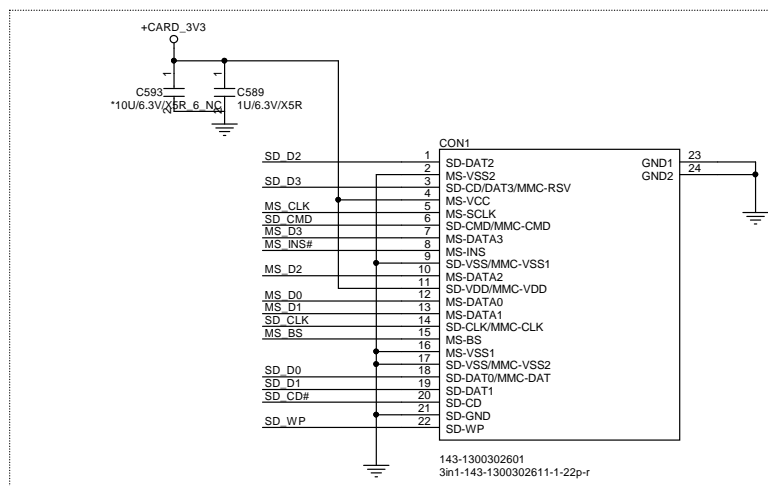 +CARD_3V3
1
1
C593
C589
*10U/6.3V/X5R_6_NC
1U/6.3V/X5R
2
2
CON1
SD_D2 1 SD-DAT2 GND1 23
2 MS-VSS2 GND2 24
SD_D3 3 SD-CD/DAT3/MMC-RSV
4 MS-VCC
MS_CLK 5 MS-SCLK
SD_CMD 6 SD-CMD/MMC-CMD
MS_D3 7 MS-DATA3
MS_INS# 8 MS-INS
9 SD-VSS/MMC-VSS1
MS_D2 10 MS-DATA2
11 SD-VDD/MMC-VDD
MS_D0 12 MS-DATA0
MS_D1 13 MS-DATA1
SD_CLK 14 SD-CLK/MMC-CLK
MS_BS 15 MS-BS
16 MS-VSS1
17 SD-VSS/MMC-VSS2
SD_D0 18 SD-DAT0/MMC-DAT
SD_D1 19 SD-DAT1
SD_CD# 20 SD-CD
21 SD-GND
SD_WP 22 SD-WP
143-1300302601
3in1-143-1300302611-1-22p-r